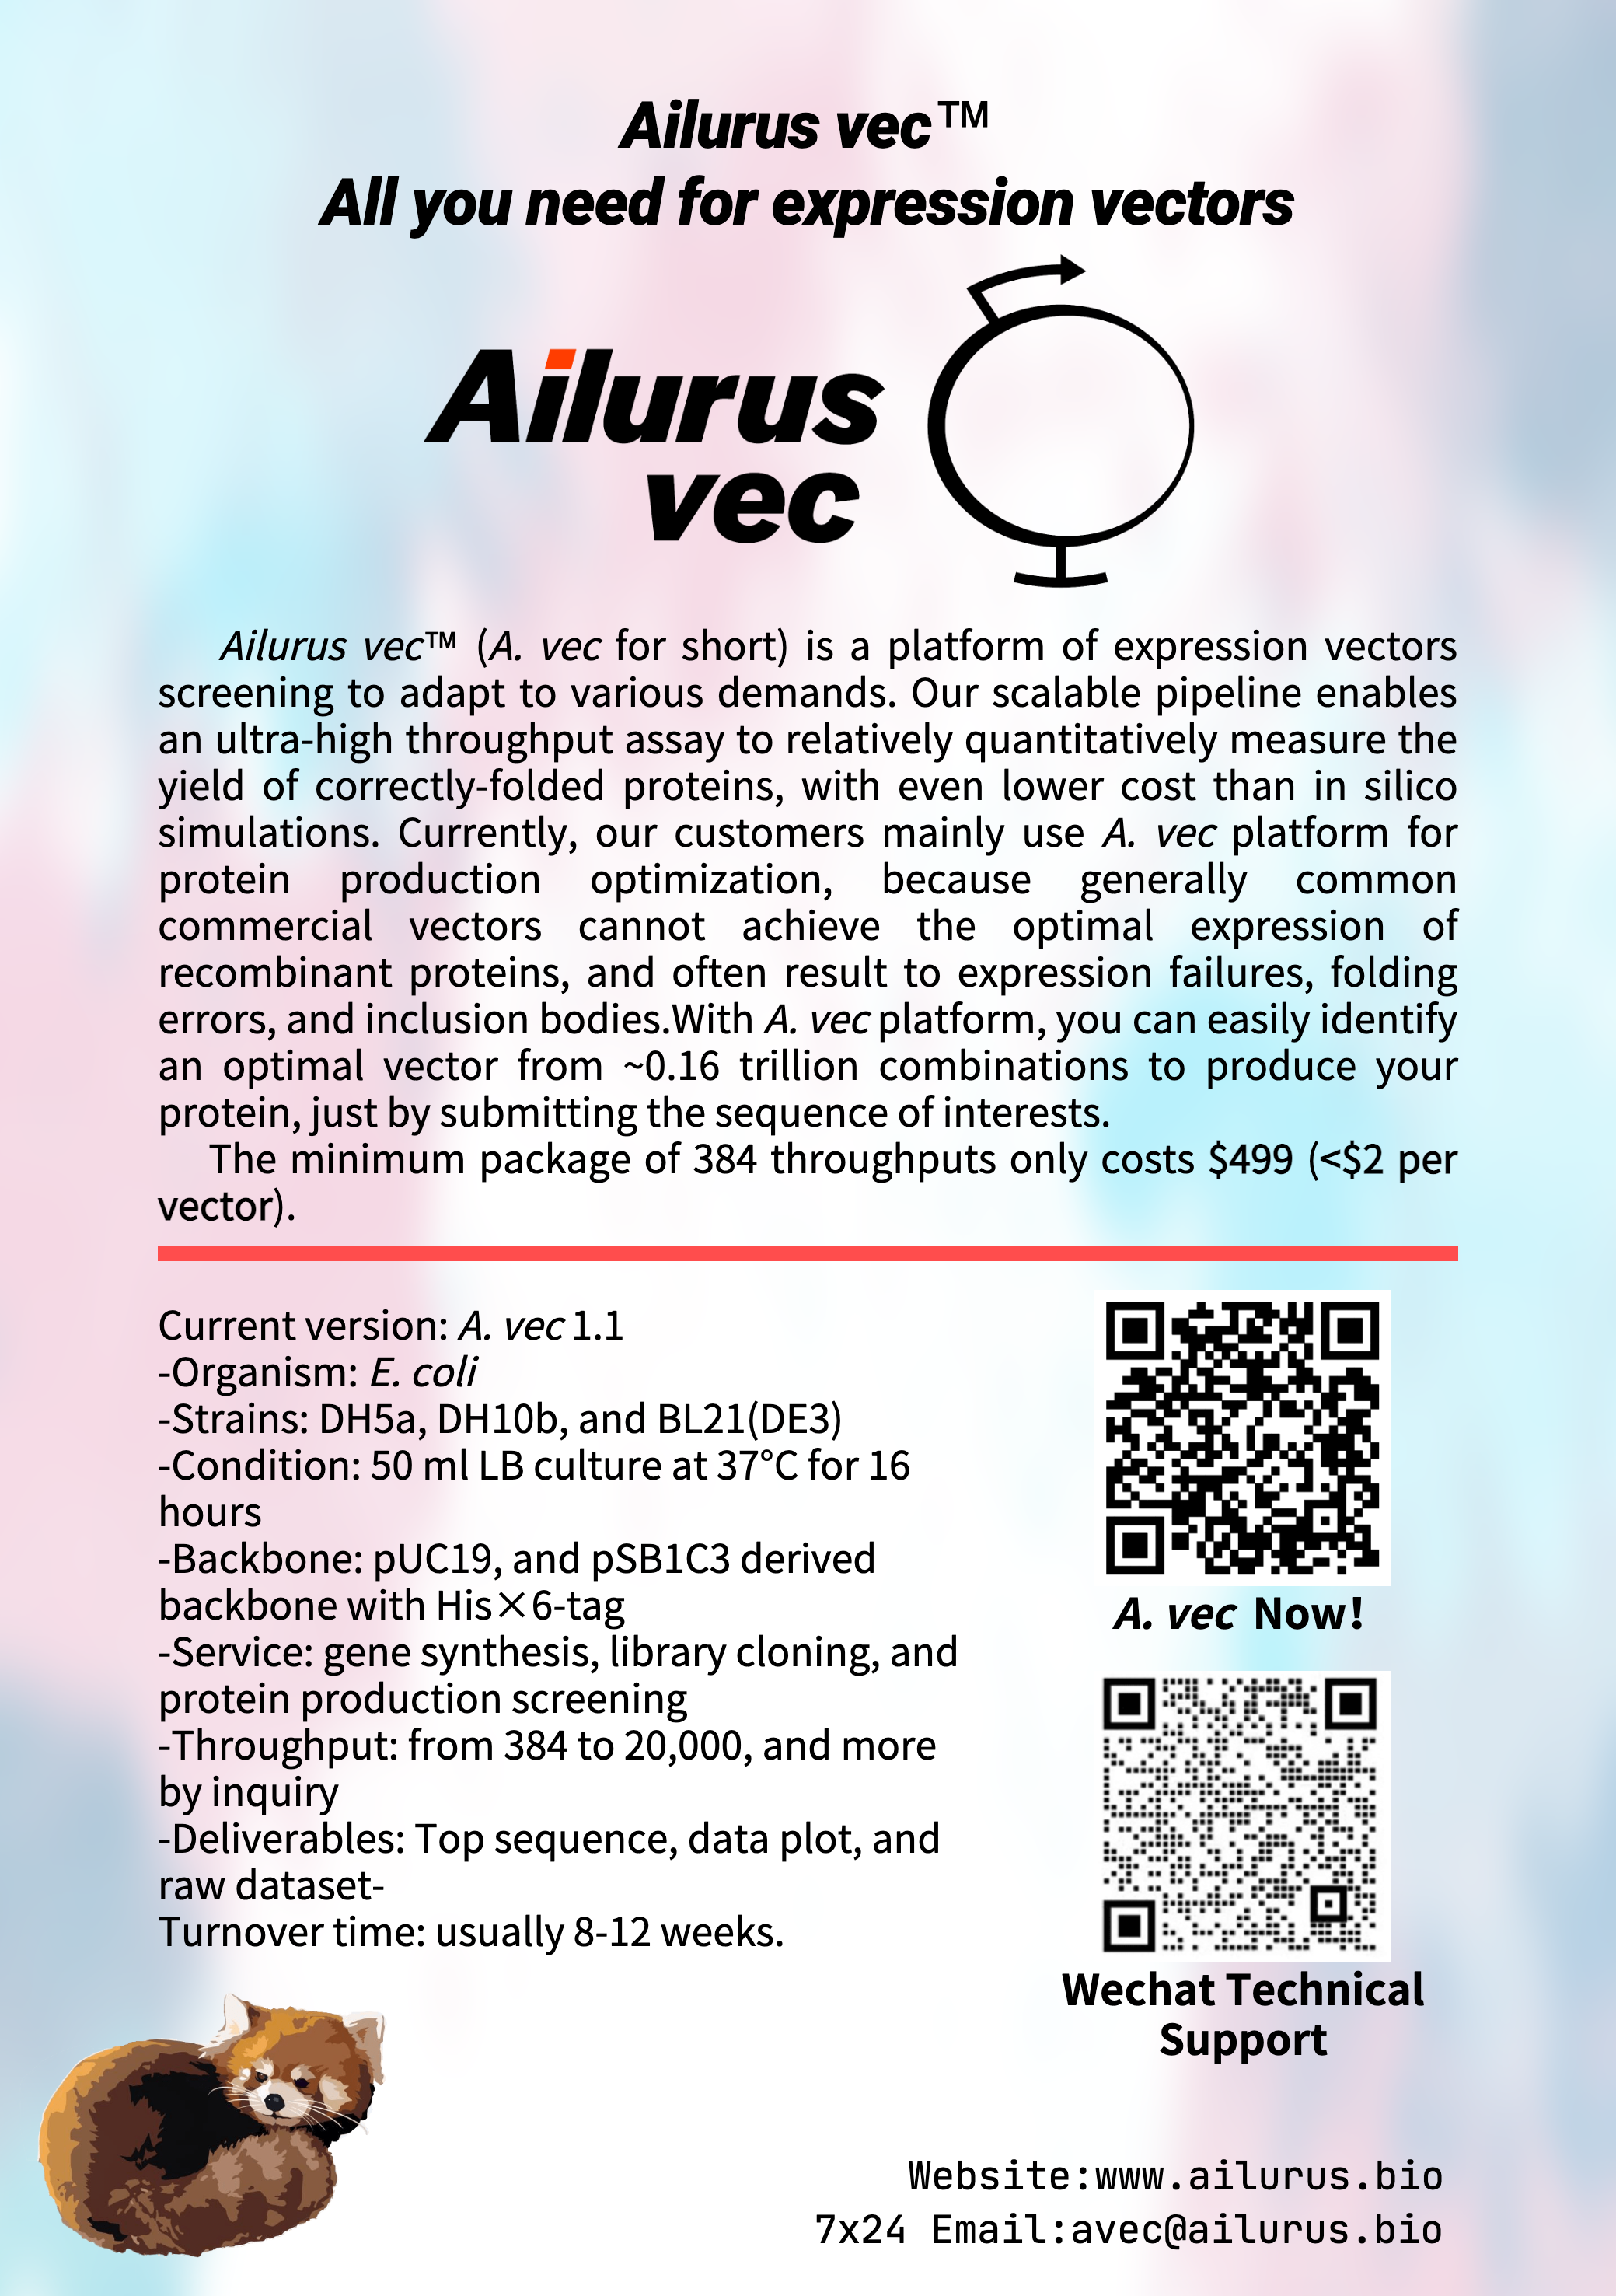 Ailurus vec™
All you need for expression vectors
Ailurus
vec
Ailurus vec™ (A. vec for short) is a platform of expression vectors
screening to adapt to various demands. Our scalable pipeline enables
an ultra-high throughput assay to relatively quantitatively measure the
yield of correctly-folded proteins, with even lower cost than in silico
simulations. Currently, our customers mainly use A. vec platform for
protein production optimization, because generally common
commercial vectors cannot achieve the optimal expression of
recombinant proteins, and often result to expression failures, folding
errors, and inclusion bodies.With A. vec platform, you can easily identify
an optimal vector from ~0.16 trillion combinations to produce your
protein, just by submitting the sequence of interests.
The minimum package of 384 throughputs only costs $499 (<$2 per
vector).
Current version: A. vec 1.1
-Organism: E. coli
-Strains: DH5a, DH10b, and BL21(DE3)
-Condition: 50 ml LB culture at 37°C for 16
hours
-Backbone: pUC19, and pSB1C3 derived
backbone with His×6-tag
-Service: gene synthesis, library cloning, and
protein production screening
-Throughput: from 384 to 20,000, and more
by inquiry
-Deliverables: Top sequence, data plot, and
raw dataset-
Turnover time: usually 8-12 weeks.
A. vec Now!
Wechat Technical
Support
Website:www.ailurus.bio
7x24 Email:avec@ailurus.bio